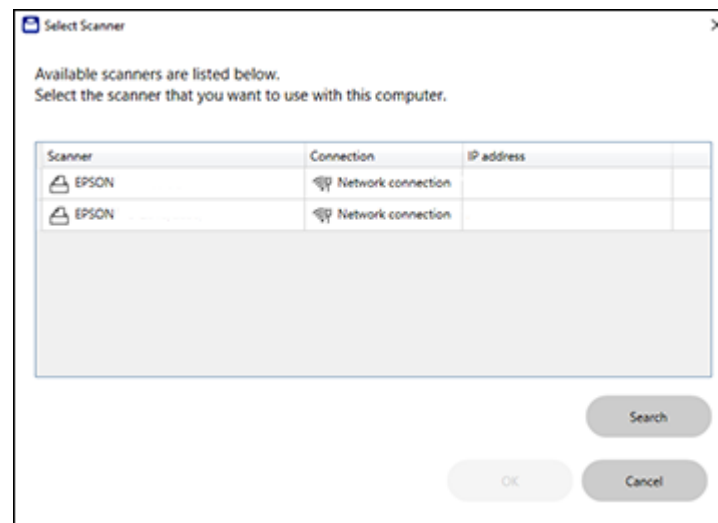 Select Scanner
Available scanners are listed below.
Select the scanner that you want to use with this computer.
Scanner Connection IP address
EPSON Network connection
EPSON Network connection
Search
OK Cancel